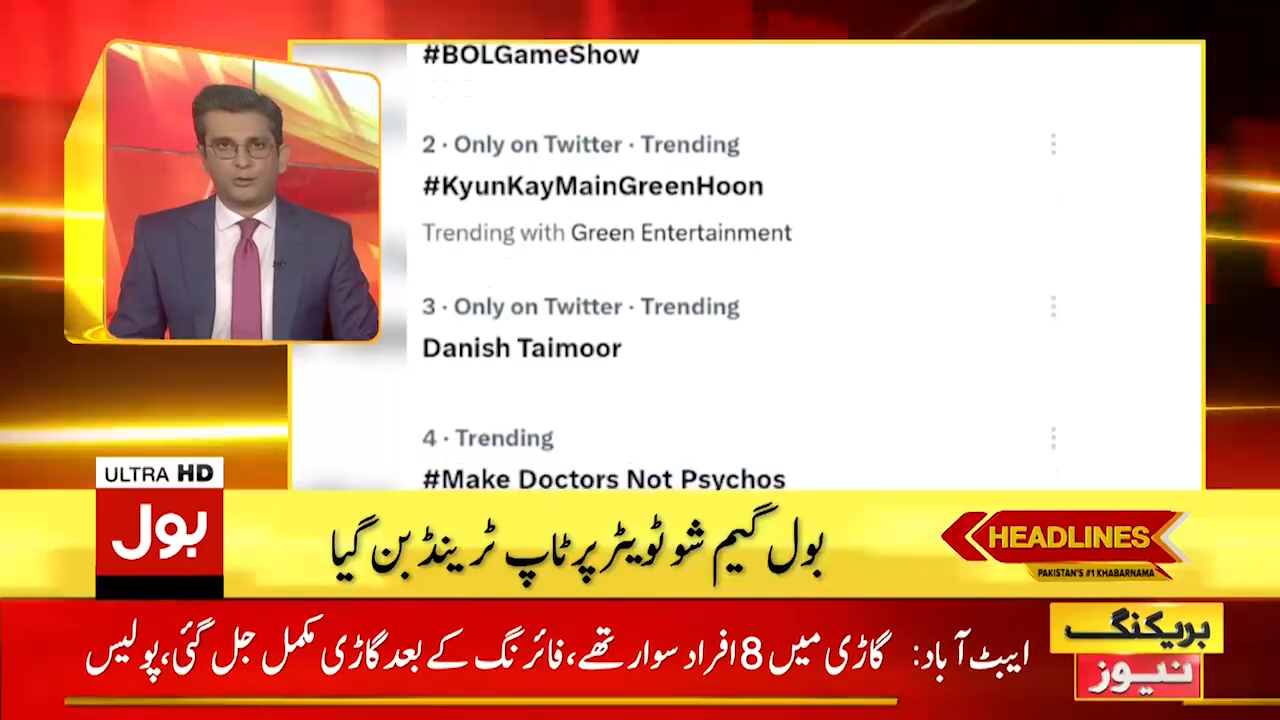 #BOLGameShow
2 · Only on Twitter · Trending
#KyunKayMainGreenHoon
Trending with Green Entertainment
3 · Only on Twitter · Trending
Danish Taimoor
4 · Trending
#Make Doctors Not Psychos
ULTRA HD
بول
بول گیم شو ٹویٹر پر ٹاپ ٹرینڈ بن گیا
HEADLINES
PAKISTAN'S #1 KHABARNAMA
ایبٹ آباد: گاڑی میں 8 افراد سوار تھے، فائرنگ کے بعد گاڑی مکمل جل گئی، پولیس
بریکنگ
نیوز